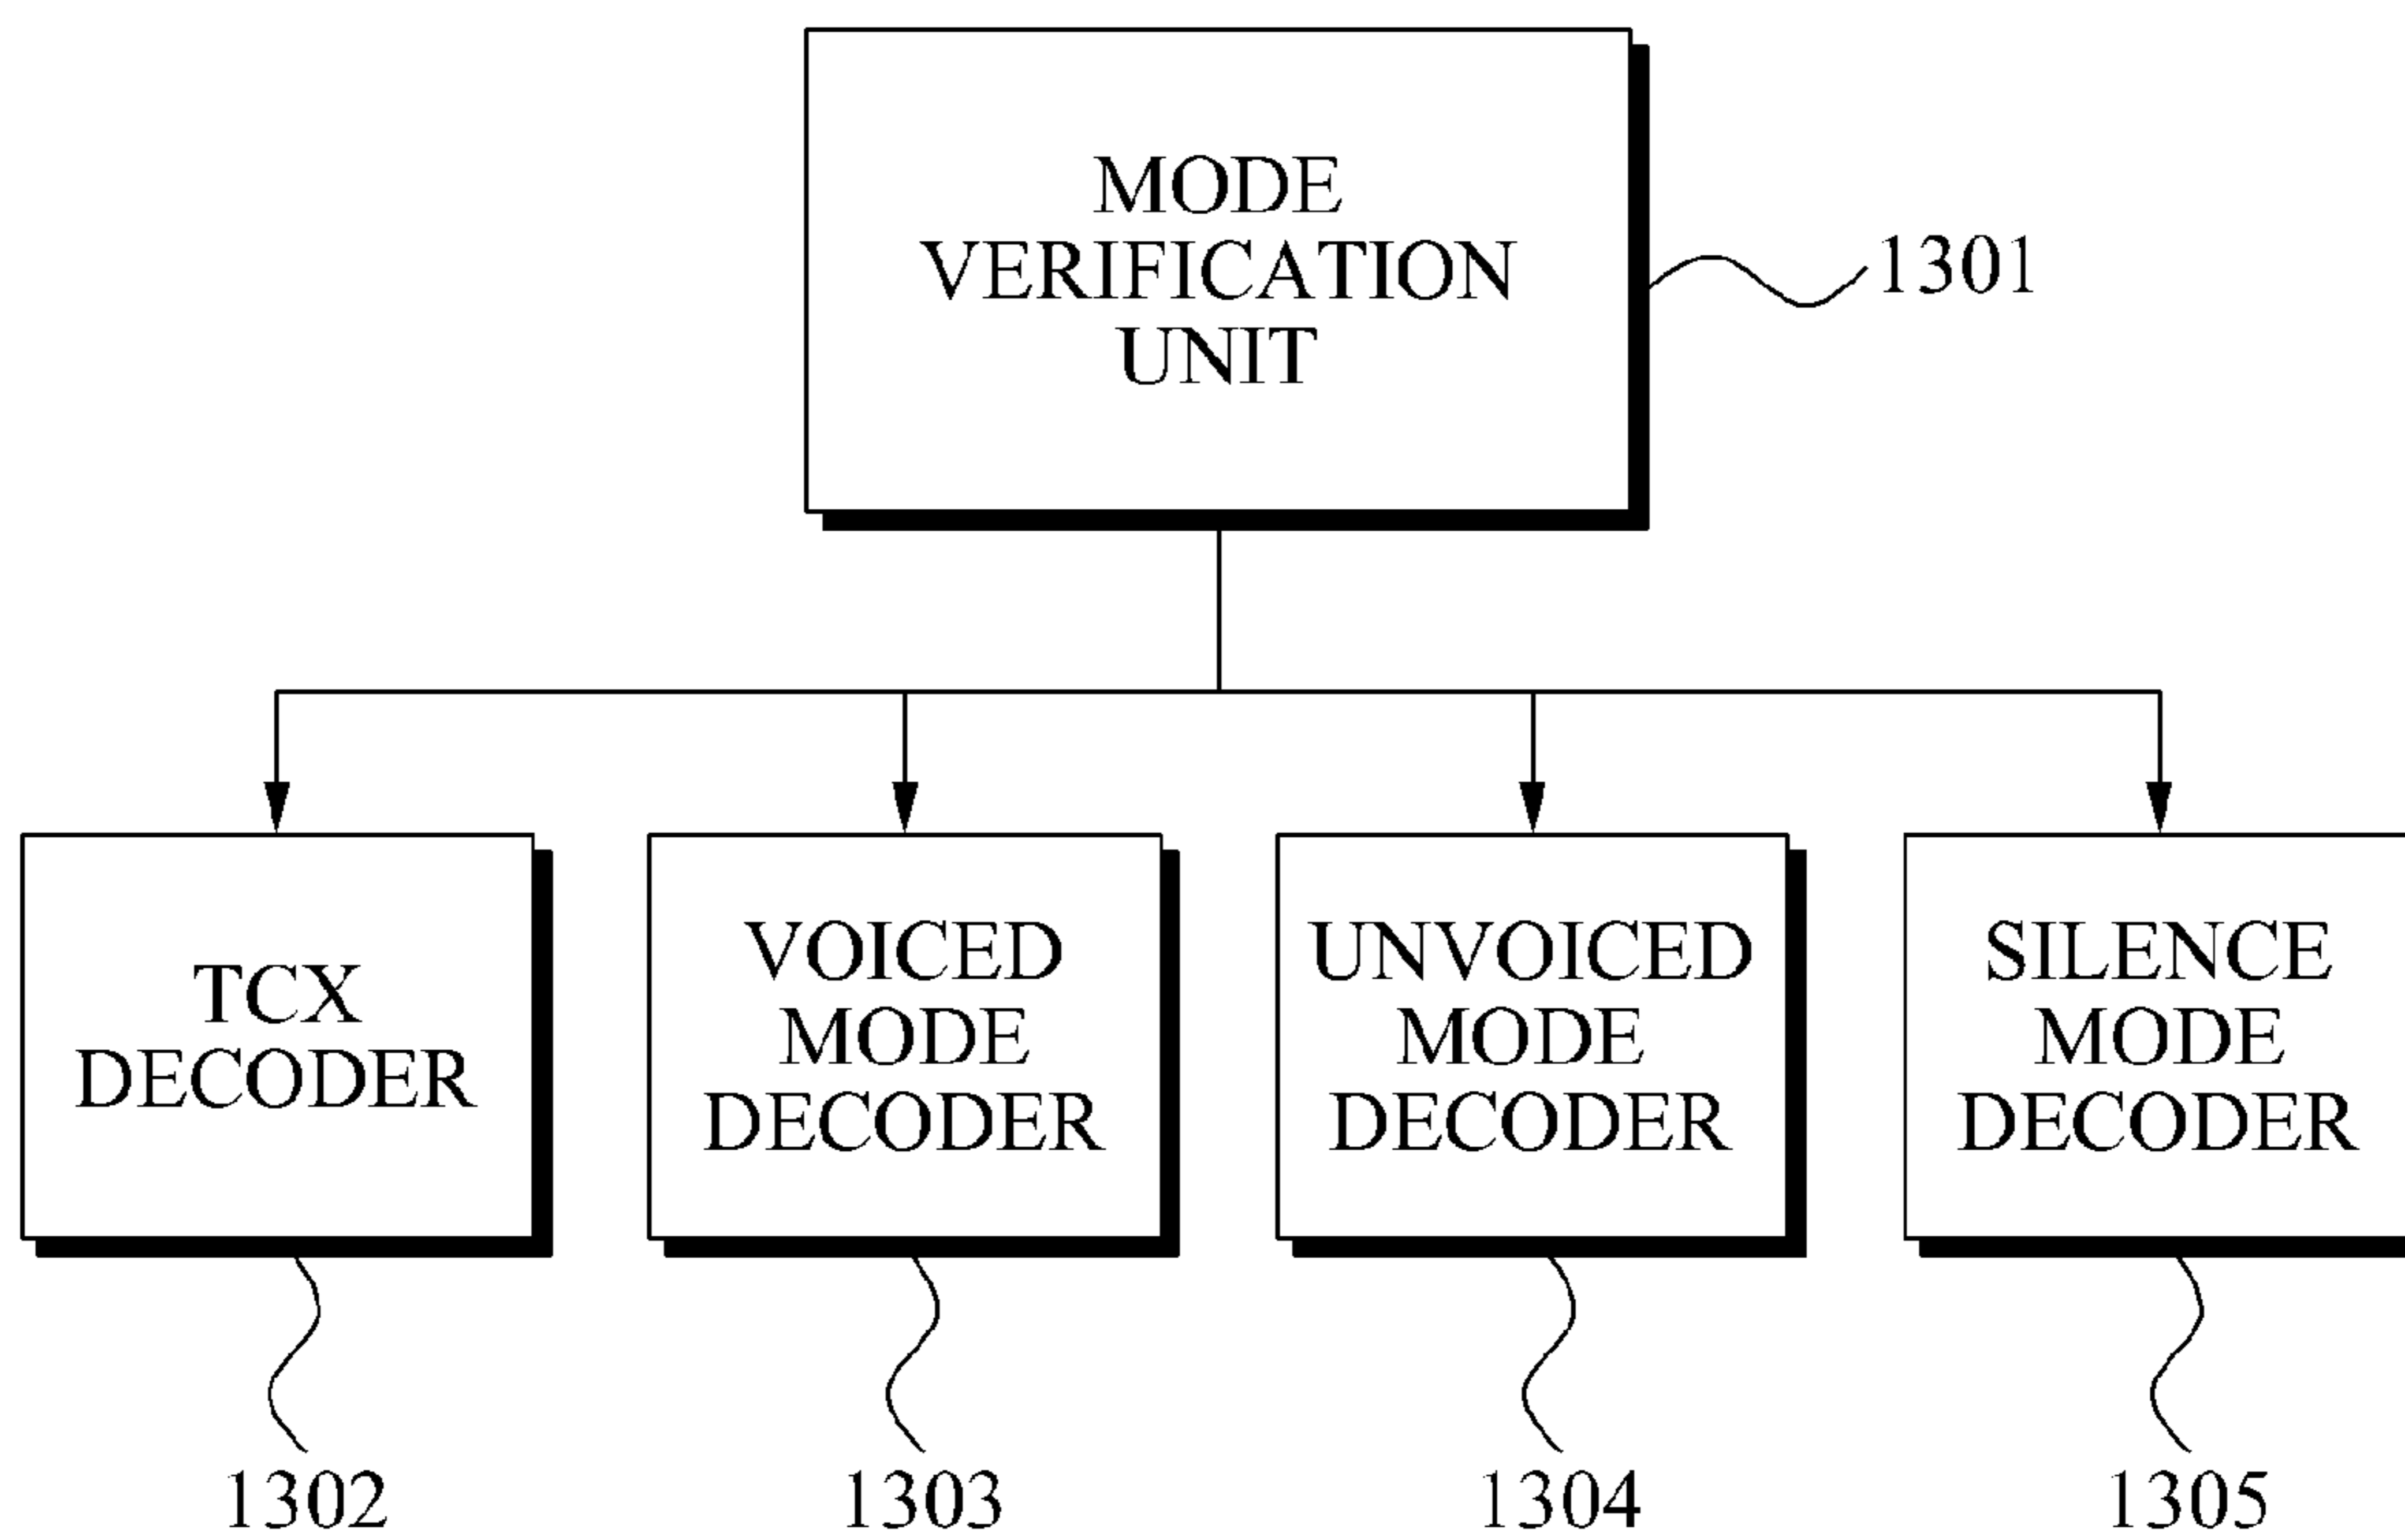 MODE
VERIFICATION
UNIT
1301
TCX
DECODER
VOICED
MODE
DECODER
UNVOICED
MODE
DECODER
SILENCE
MODE
DECODER
1302
1303
1304
1305